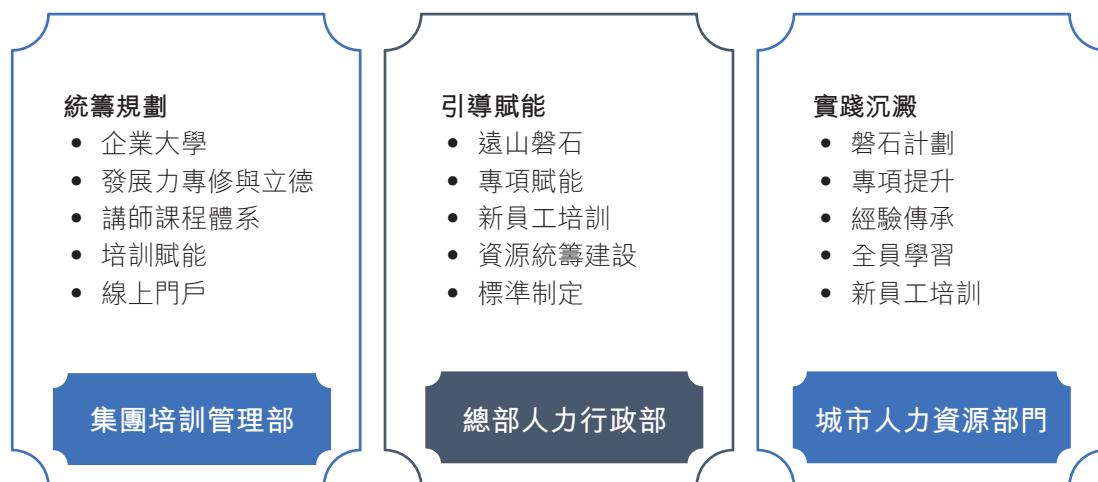 統籌規劃
• 企業大學
• 發展力專修與立德
• 講師課程體系
• 培訓賦能
• 線上門戶
集團培訓管理部
引導賦能
• 遠山磐石
• 專項賦能
• 新員工培訓
• 資源統籌建設
• 標準制定
總部人力行政部
實踐沉澱
• 磐石計劃
• 專項提升
• 經驗傳承
• 全員學習
• 新員工培訓
城市人力資源部門